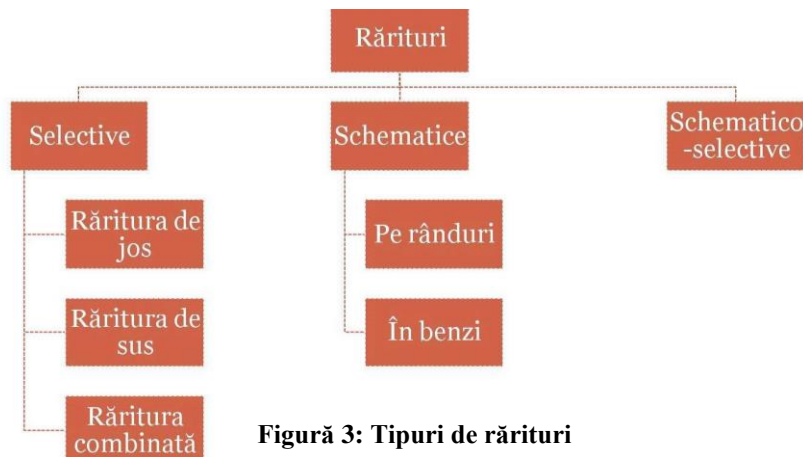 Rărituri
Selective
Schematice
Schematico
-selective
Răritura de
jos
Pe rânduri
Răritura de
sus
În benzi
Răritura
combinată
Figură 3: Tipuri de rărituri